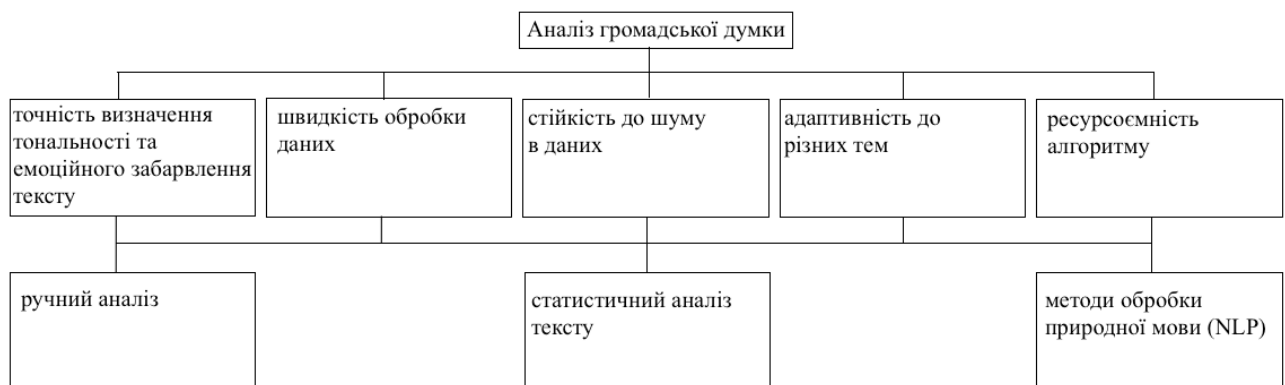 Аналіз громадської думки
точність визначення
тональності та
емоційного забарвлення
тексту
швидкість обробки
даних
стійкість до шуму
в даних
адаптивність до
різних тем
ресурсоємність
алгоритму
ручний аналіз
статистичний аналіз
тексту
методи обробки
природної мови (NLP)